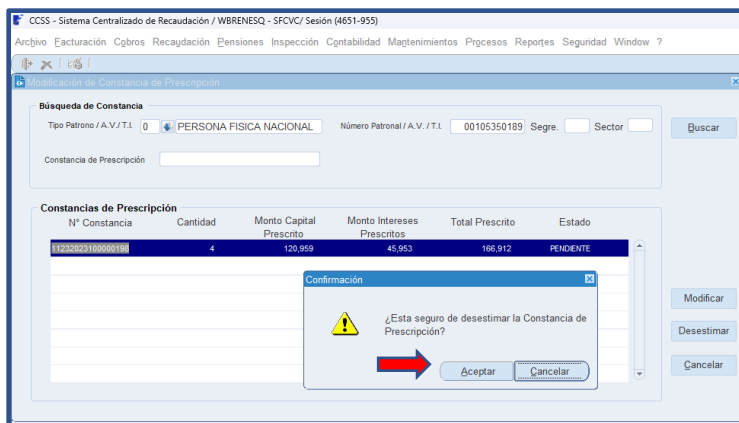 CCSS - Sistema Centralizado de Recaudación / WBRENESQ - SFCVC/ Sesión (4651-955)
Archivo Facturación Cobros Recaudación Pensiones Inspección Contabilidad Mantenimientos Procesos Reportes Seguridad Window ?
Modificación de Constancia de Prescripción
Búsqueda de Constancia
Tipo Patrono / A.V./ T.I. 0 PERSONA FISICA NACIONAL Número Patronal / A.V. / T.I. 00105350189 Segre. Sector Buscar
Constancia de Prescripción
Constancias de Prescripción
N° Constancia Cantidad Monto Capital Prescrito Monto Intereses Prescritos Total Prescrito Estado
11232023100000196 4 120,959 45,953 166,912 PENDIENTE
Confirmación
¿Esta seguro de desestimar la Constancia de
Prescripción?
Aceptar Cancelar
Modificar
Desestimar
Cancelar